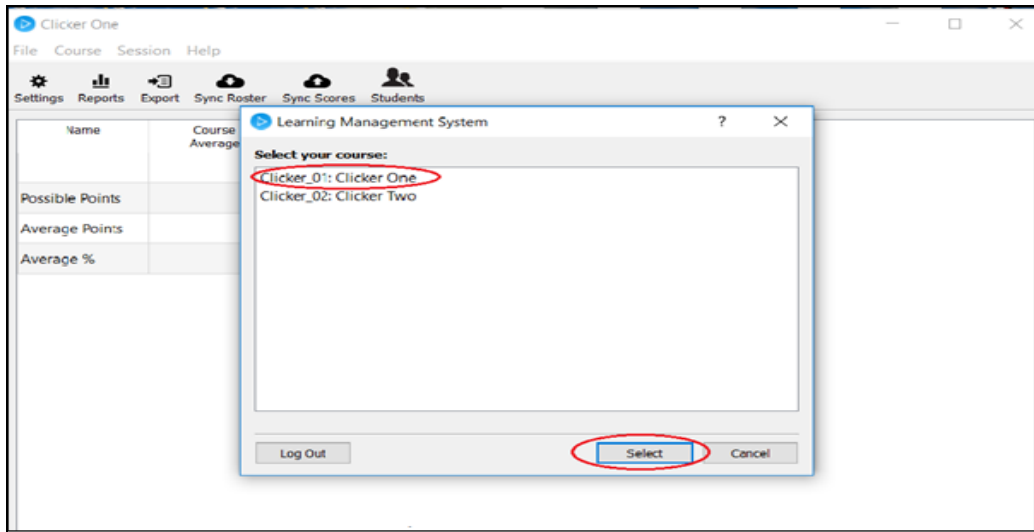 Clicker One
File Course Session Help
Settings Reports Export Sync Roster Sync Scores Students
Name Course
Average
Learning Management System ?
Select your course:
Clicker_01: Clicker One
Clicker_02: Clicker Two
Possible Points
Average Points
Average %
Log Out Select Cancel